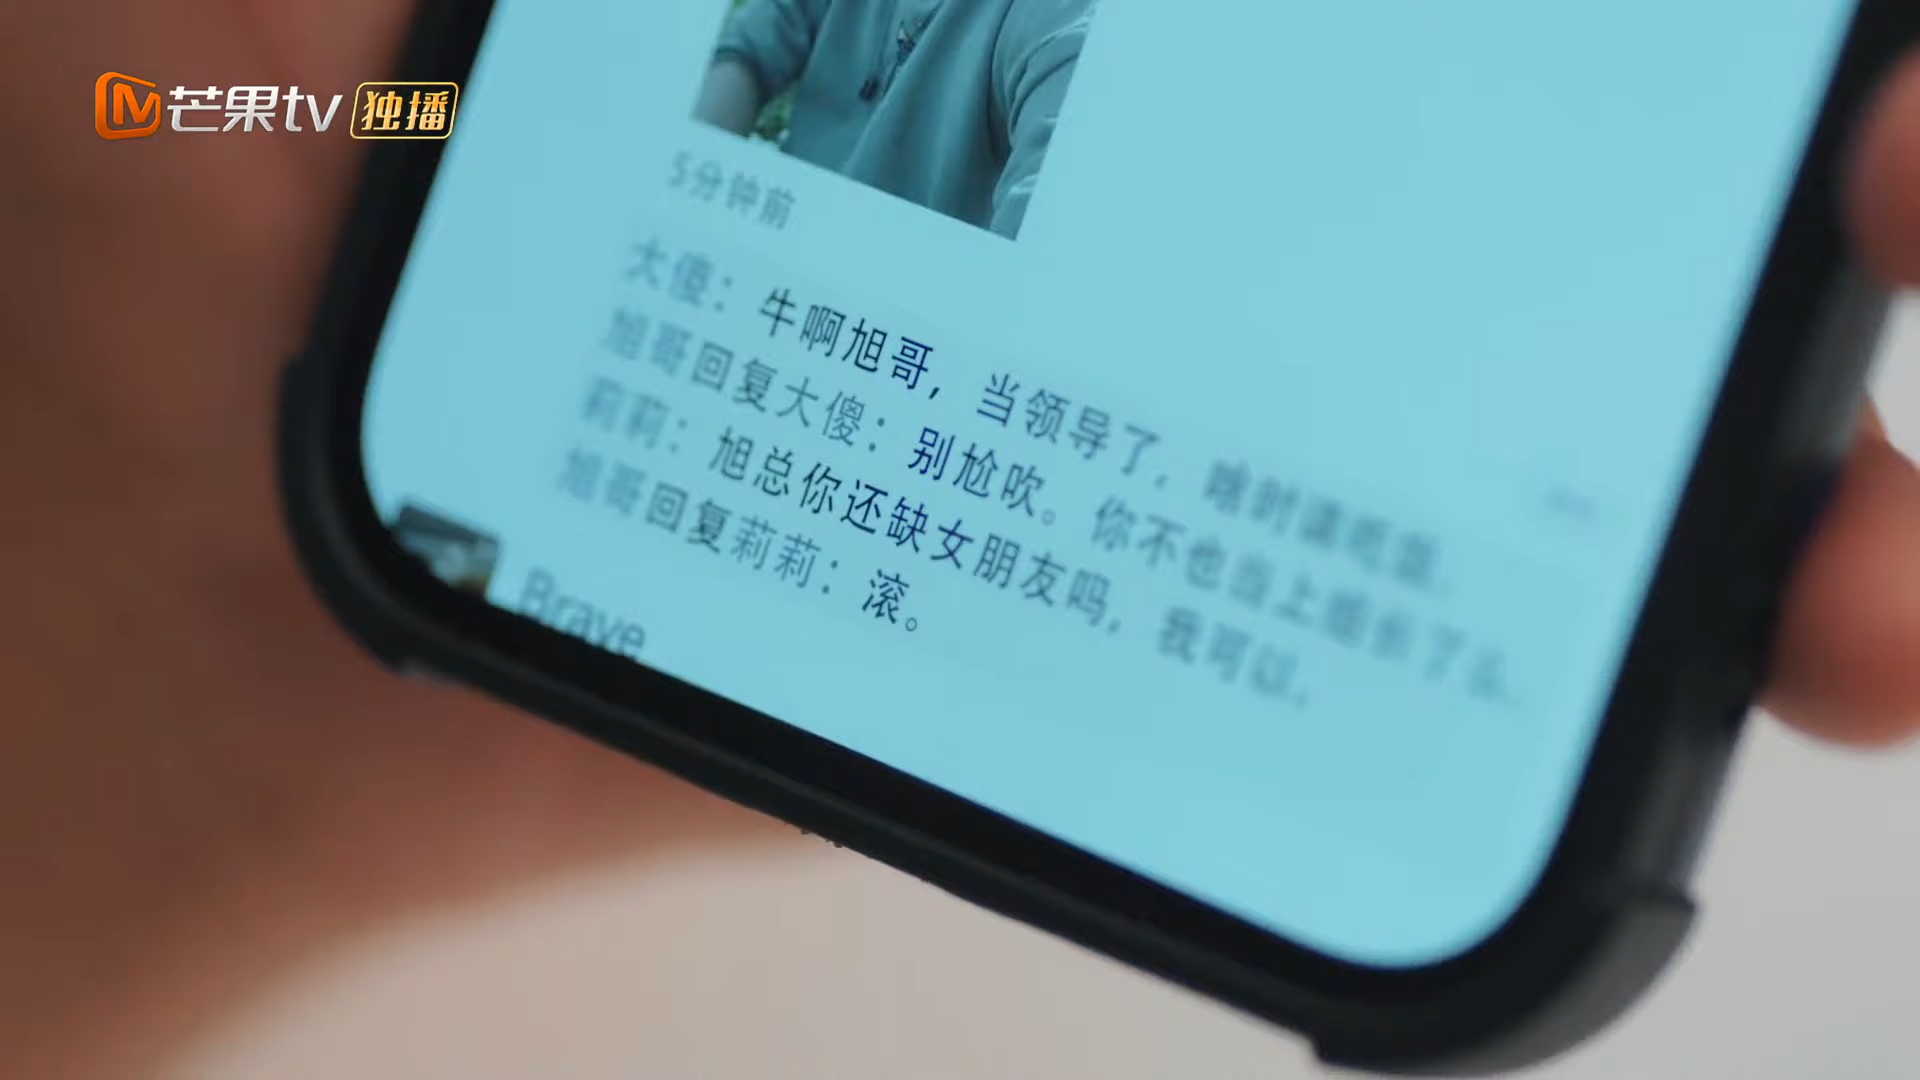 芒果tv 独播
5分钟前
大傻：牛啊旭哥，当领导了，啥时请吃饭。
旭哥回复大傻：别尬吹。你不也当上组长了么。
莉莉：旭总你还缺女朋友吗，我可以。
旭哥回复莉莉：滚。
Brave